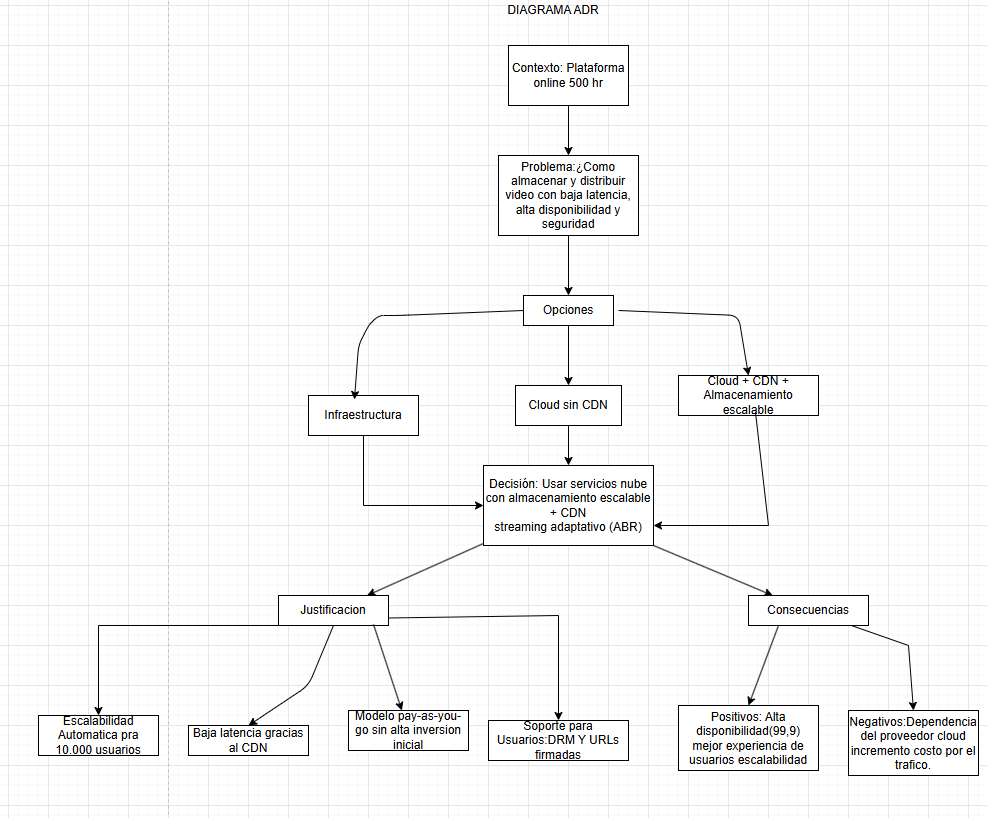 DIAGRAMA ADR
Contexto: Plataforma
online 500 hr
Problema:¿Como
almacenar y distribuir
video con baja latencia,
alta disponibilidad y
seguridad
Opciones
Infraestructura
Cloud sin CDN
Cloud + CDN +
Almacenamiento
escalable
Decisión: Usar servicios nube
con almacenamiento escalable
+ CDN
streaming adaptativo (ABR)
Justificacion
Consecuencias
Escalabilidad
Automatica pra
10.000 usuarios
Baja latencia gracias
al CDN
Modelo pay-as-you-
go sin alta inversion
inicial
Soporte para
Usuarios:DRM Y URLs
firmadas
Positivos: Alta
disponibilidad(99,9)
mejor experiencia de
usuarios escalabilidad
Negativos:Dependencia
del proveedor cloud
incremento costo por el
trafico.